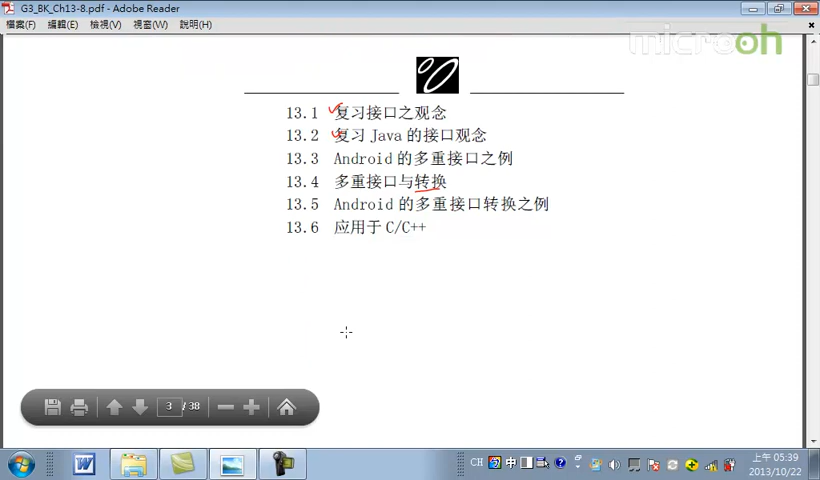 G3_BK_Ch13-8.pdf - Adobe Reader
檔案(F) 編輯(E) 檢視(V) 視窗(W) 說明(H)
microoh
13.1 复习接口之观念
13.2 复习 Java 的接口观念
13.3 Android 的多重接口之例
13.4 多重接口与转换
13.5 Android 的多重接口转换之例
13.6 应用于 C/C++
3 / 38
CH 中
上午 05:39
2013/10/22